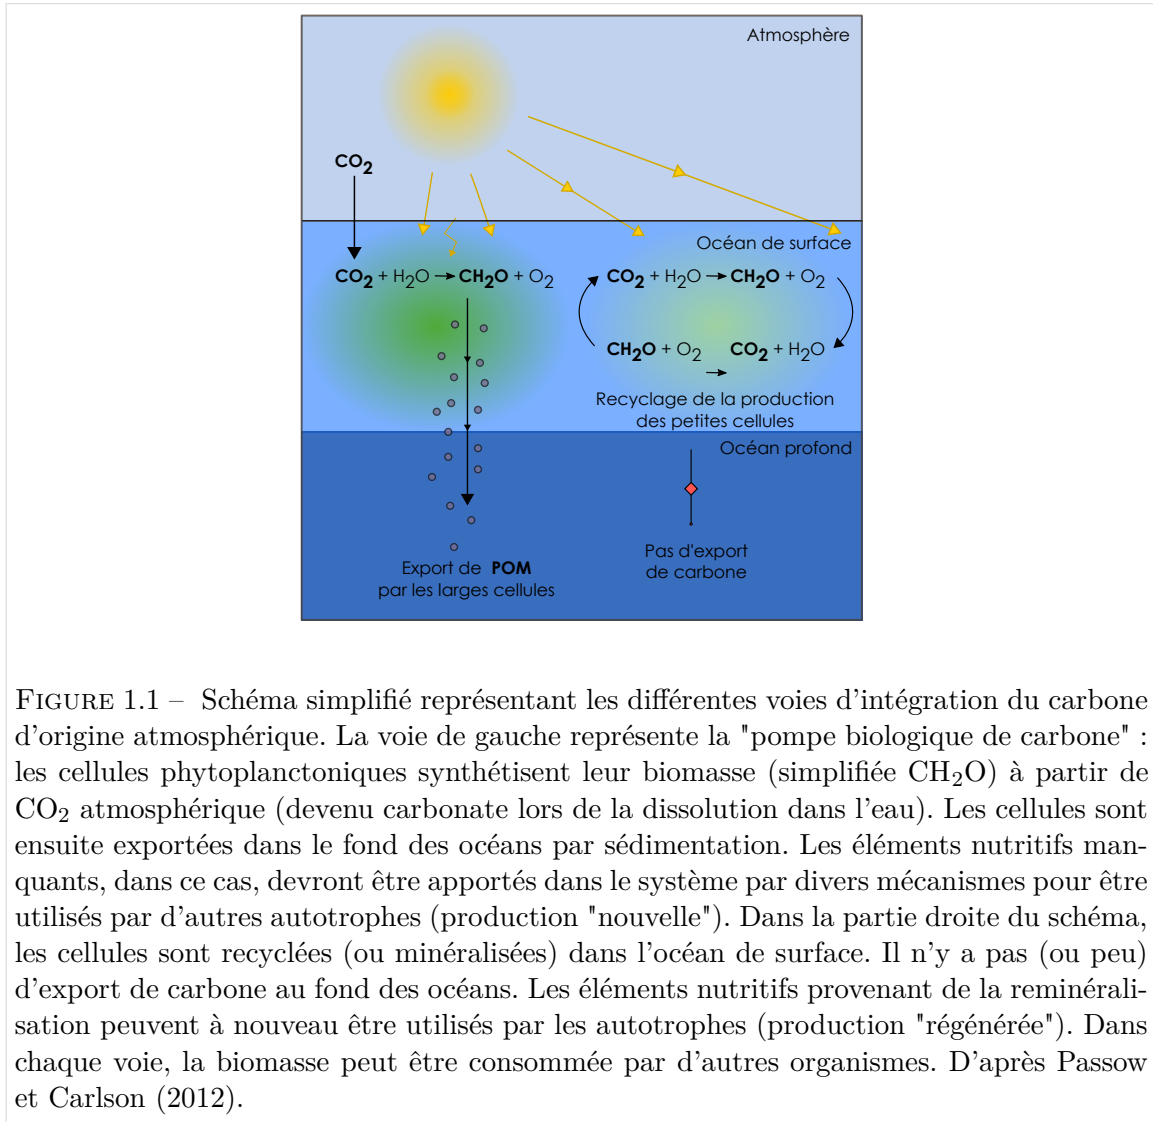 Atmosphère
CO₂
Océan de surface
CO₂ + H₂O → CH₂O + O₂
CO₂ + H₂O → CH₂O + O₂
CH₂O + O₂ → CO₂ + H₂O
Recyclage de la production
des petites cellules
Océan profond
Pas d'export
de carbone
Export de POM
par les larges cellules
FIGURE 1.1 – Schéma simplifié représentant les différentes voies d'intégration du carbone
d'origine atmosphérique. La voie de gauche représente la "pompe biologique de carbone" :
les cellules phytoplanctoniques synthétisent leur biomasse (simplifiée CH₂O) à partir de
CO₂ atmosphérique (devenu carbonate lors de la dissolution dans l'eau). Les cellules sont
ensuite exportées dans le fond des océans par sédimentation. Les éléments nutritifs man-
quants, dans ce cas, devront être apportés dans le système par divers mécanismes pour être
utilisés par d'autres autotrophes (production "nouvelle"). Dans la partie droite du schéma,
les cellules sont recyclées (ou minéralisées) dans l'océan de surface. Il n'y a pas (ou peu)
d'export de carbone au fond des océans. Les éléments nutritifs provenant de la reminérali-
sation peuvent à nouveau être utilisés par les autotrophes (production "régénérée"). Dans
chaque voie, la biomasse peut être consommée par d'autres organismes. D'après Passow
et Carlson (2012).